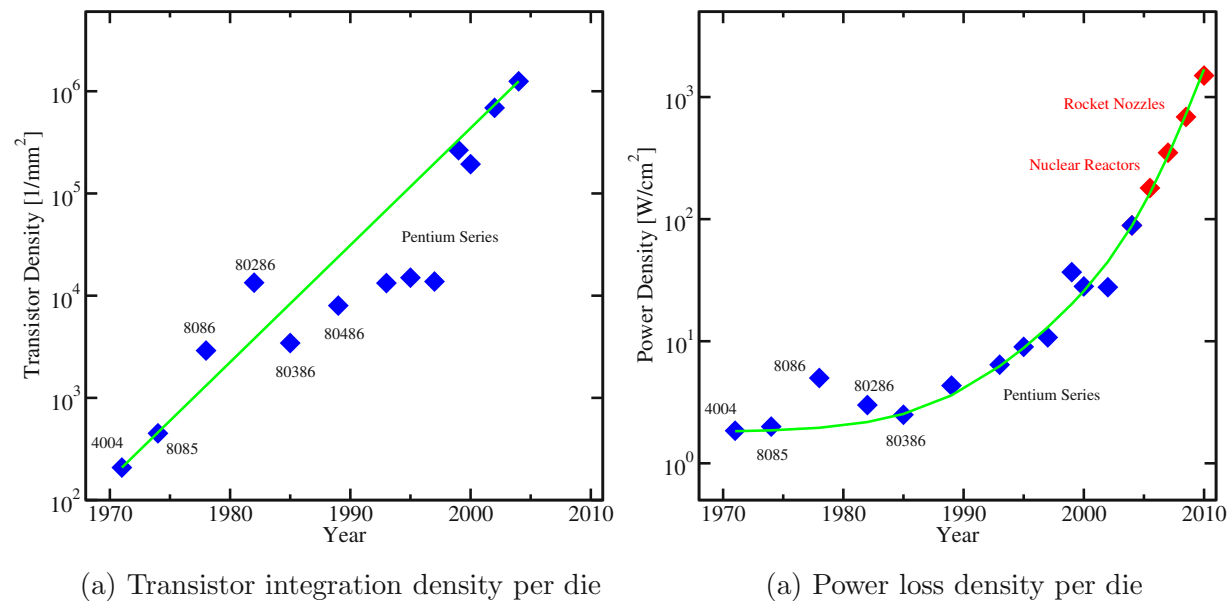 Transistor Density [1/mm²]
10⁶
10⁵
10⁴
10³
10²
80286
8086
4004
8085
80386
80486
Pentium Series
1970 1980 1990 2000 2010
Year
(a) Transistor integration density per die
Power Density [W/cm²]
10³
10²
10¹
10⁰
Rocket Nozzles
Nuclear Reactors
8086
80286
4004
8085
80386
Pentium Series
1970 1980 1990 2000 2010
Year
(a) Power loss density per die